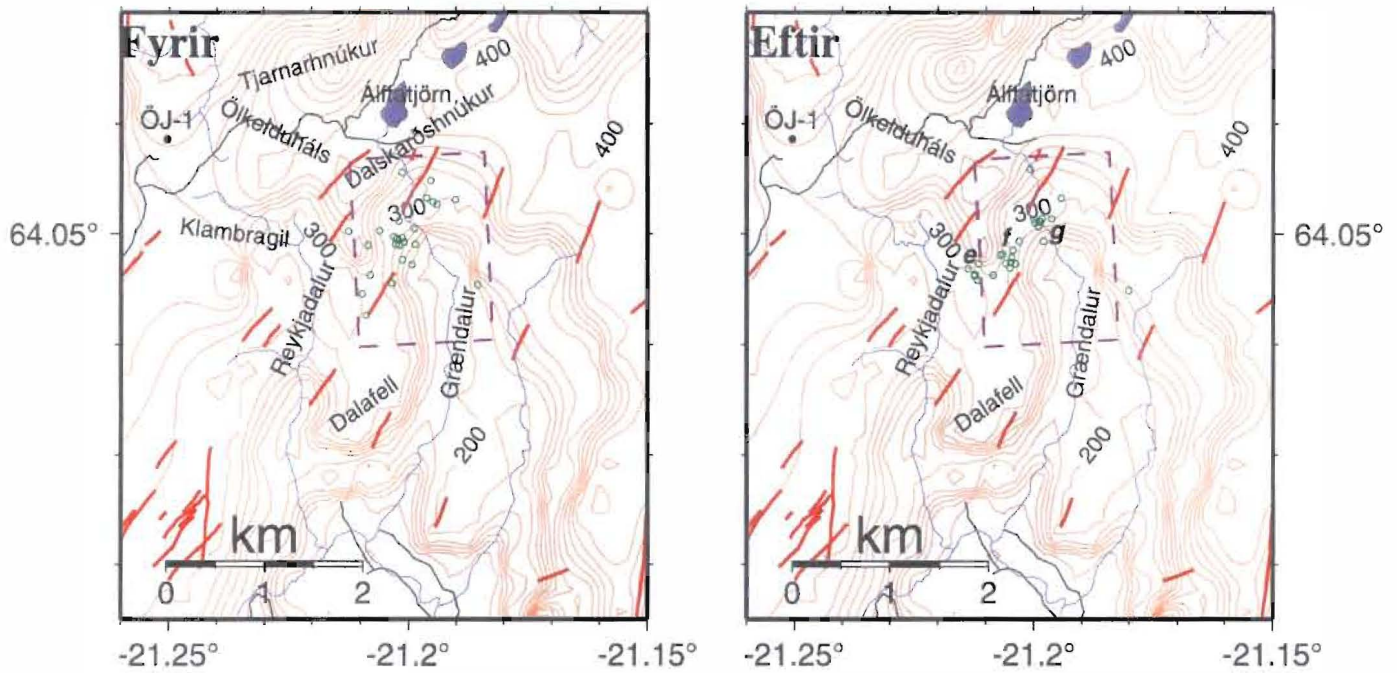 Fyrir
Tjarnarhnúkur
400
Álftatjörn
ÖJ-1
Ölkelduháls
Dalskarðshnúkur
400
300
64.05°
Klambragil
300
Reykjadalur
Grændalur
Dalafell
200
km
0 1 2
-21.25° -21.2° -21.15°
Eftir
400
Álftatjörn
ÖJ-1
Ölkelduháls
400
300
64.05°
300
f
g
e
Reykjadalur
Grændalur
Dalafell
200
km
0 1 2
-21.25° -21.2° -21.15°